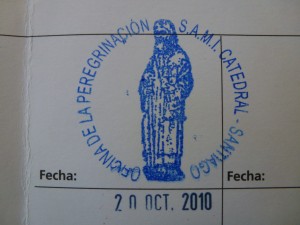 OFICINA DE LA PEREGRINACIÓN S.A.M.I. CATEDRAL - SANTIAGO
Fecha: Fecha:
20 OCT. 2010